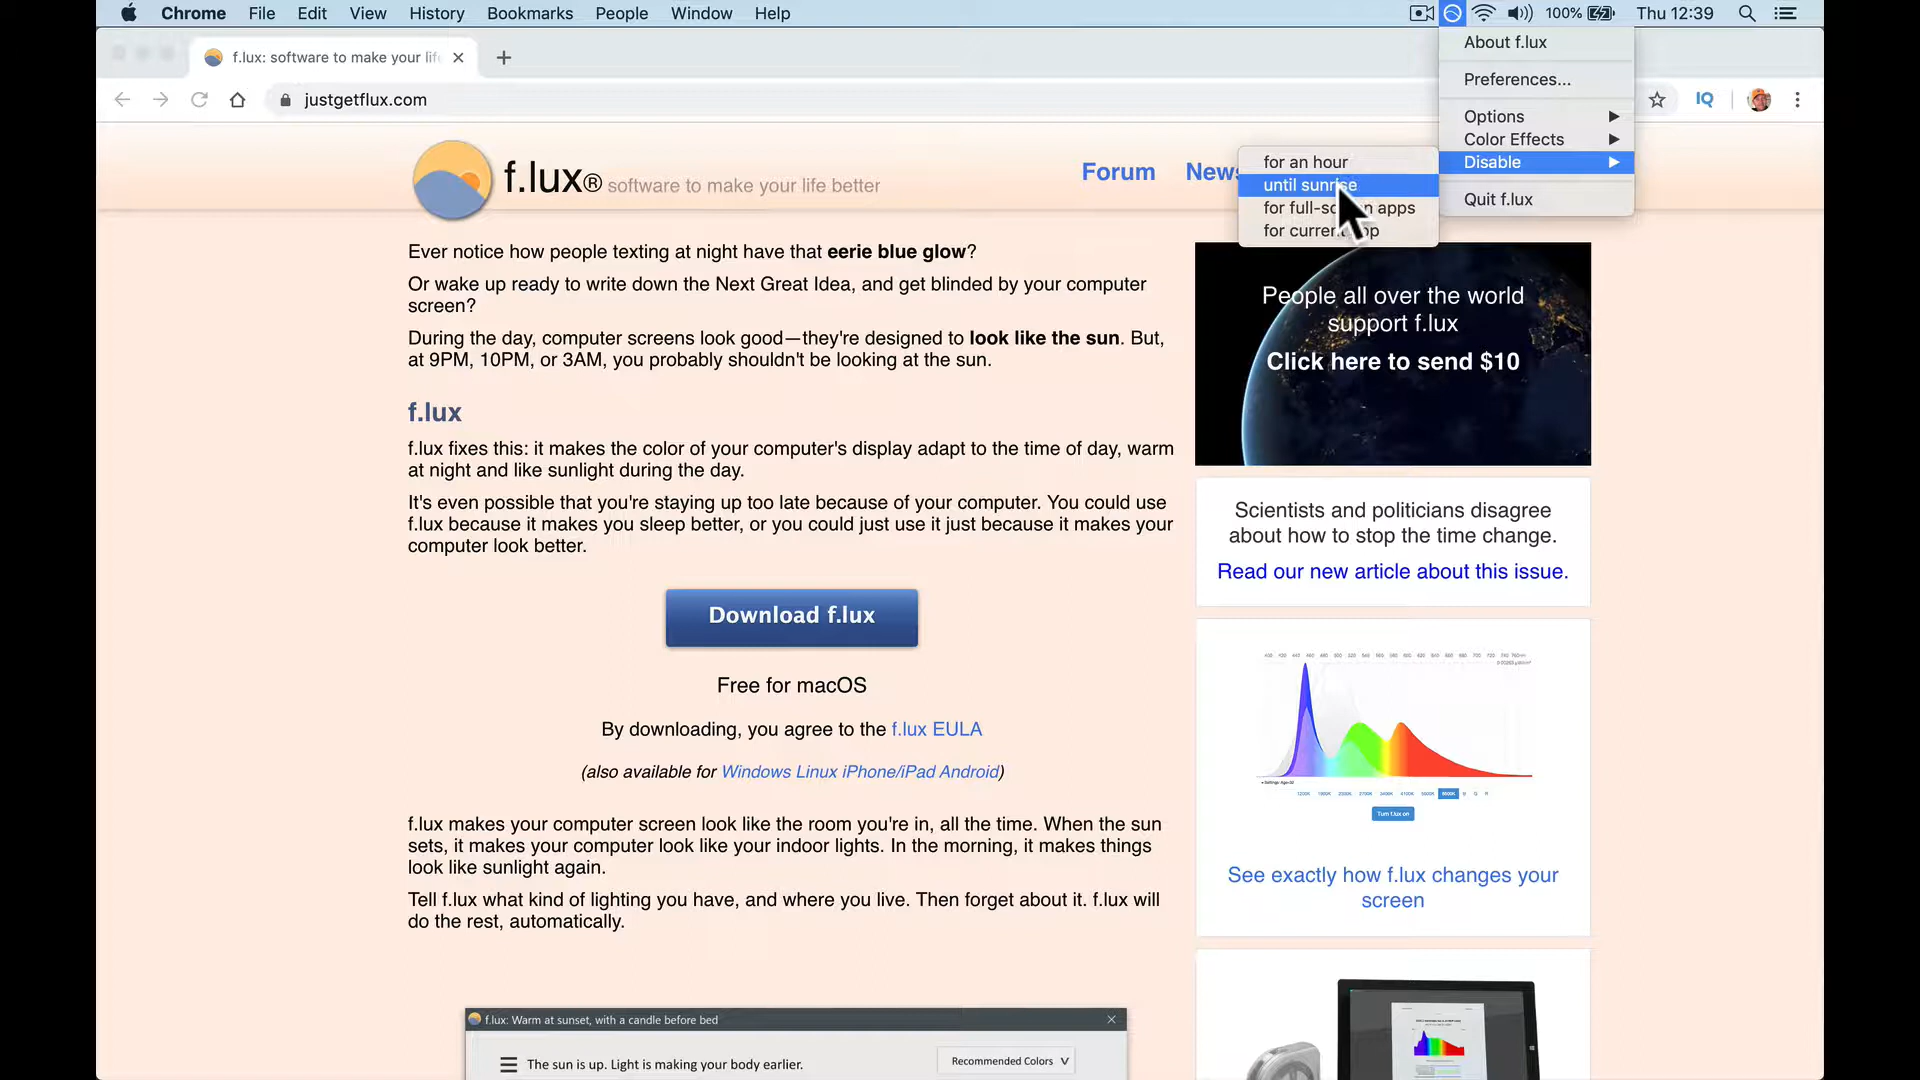 Chrome File Edit View History Bookmarks People Window Help
100% Thu 12:39
f.lux: software to make your lif
justgetflux.com
IQ
About f.lux
Preferences...
Options
Color Effects
Disable
Quit f.lux
for an hour
until sunrise
for full-screen apps
for current app
f.lux® software to make your life better
Forum News
Ever notice how people texting at night have that eerie blue glow?
Or wake up ready to write down the Next Great Idea, and get blinded by your computer
screen?
During the day, computer screens look good—they're designed to look like the sun. But,
at 9PM, 10PM, or 3AM, you probably shouldn't be looking at the sun.
f.lux
f.lux fixes this: it makes the color of your computer's display adapt to the time of day, warm
at night and like sunlight during the day.
It's even possible that you're staying up too late because of your computer. You could use
f.lux because it makes you sleep better, or you could just use it just because it makes your
computer look better.
Download f.lux
Free for macOS
By downloading, you agree to the f.lux EULA
(also available for Windows Linux iPhone/iPad Android)
f.lux makes your computer screen look like the room you're in, all the time. When the sun
sets, it makes your computer look like your indoor lights. In the morning, it makes things
look like sunlight again.
Tell f.lux what kind of lighting you have, and where you live. Then forget about it. f.lux will
do the rest, automatically.
f.lux: Warm at sunset, with a candle before bed
The sun is up. Light is making your body earlier.
Recommended Colors
People all over the world
support f.lux
Click here to send $10
Scientists and politicians disagree
about how to stop the time change.
Read our new article about this issue.
Turn f.lux on
See exactly how f.lux changes your
screen